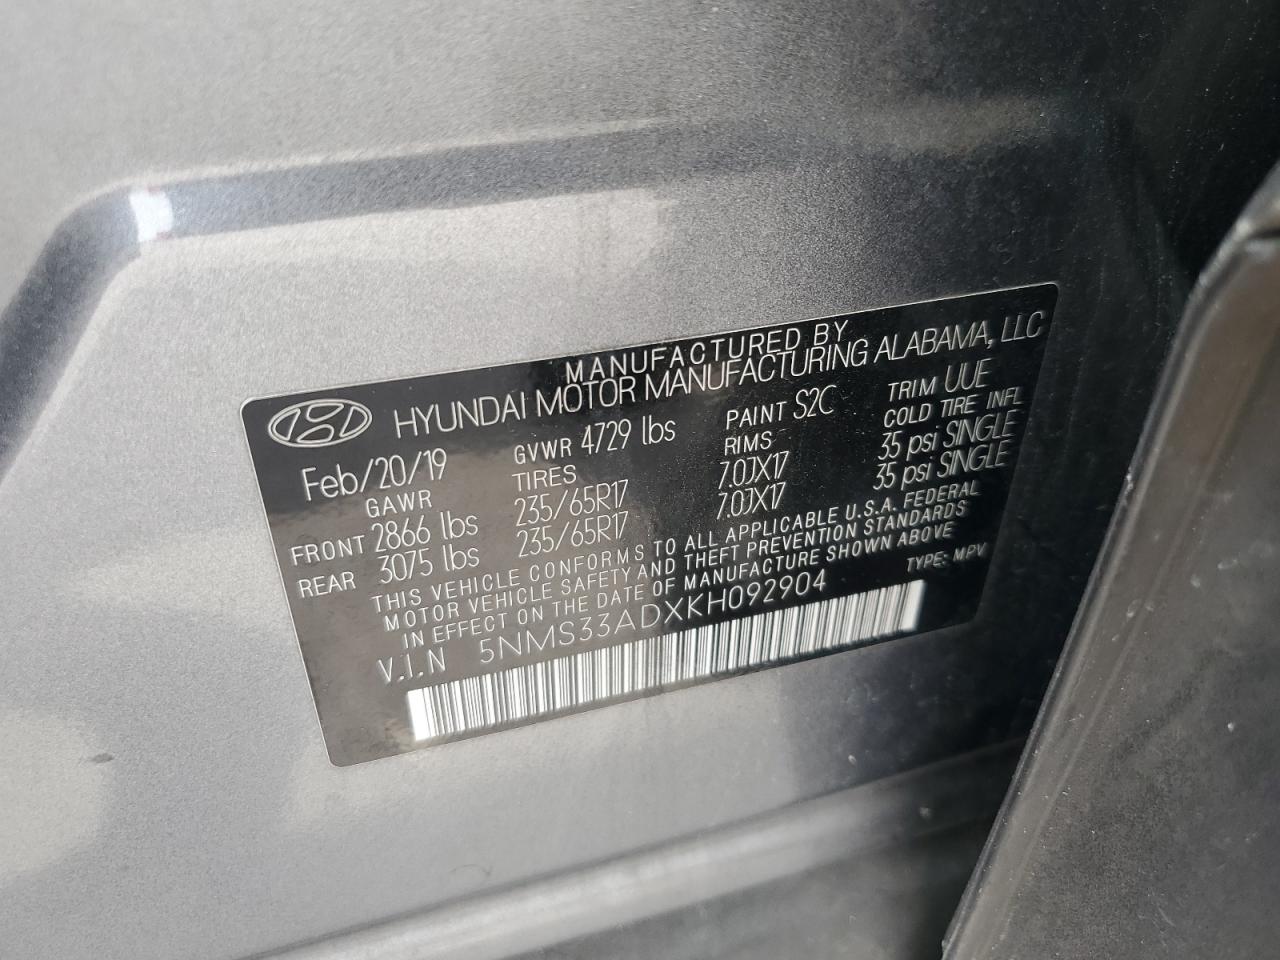 MANUFACTURED BY
HYUNDAI MOTOR MANUFACTURING ALABAMA, LLC
Feb/20/19 GVWR 4729 lbs PAINT S2C TRIM UUE
GAWR TIRES RIMS COLD TIRE INFL
FRONT 2866 lbs 235/65R17 7.0JX17 35 psi SINGLE
REAR 3075 lbs 235/65R17 7.0JX17 35 psi SINGLE
THIS VEHICLE CONFORMS TO ALL APPLICABLE U.S.A. FEDERAL
MOTOR VEHICLE SAFETY AND THEFT PREVENTION STANDARDS
IN EFFECT ON THE DATE OF MANUFACTURE SHOWN ABOVE
V.I.N 5NMS33ADXKH092904 TYPE: MPV